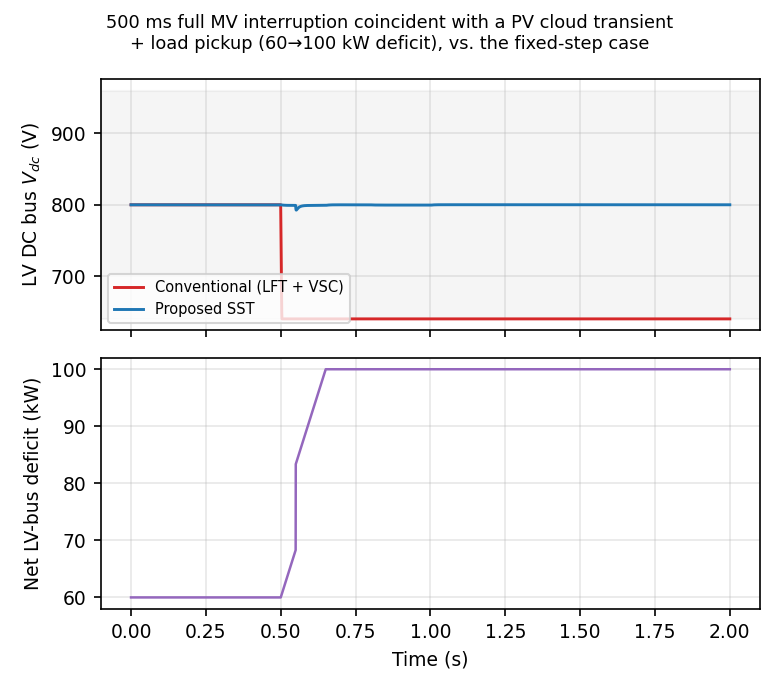 500 ms full MV interruption coincident with a PV cloud transient
+ load pickup (60→100 kW deficit), vs. the fixed-step case
LV DC bus V_dc (V)
900
800
700
Conventional (LFT + VSC)
Proposed SST
Net LV-bus deficit (kW)
100
90
80
70
60
0.00 0.25 0.50 0.75 1.00 1.25 1.50 1.75 2.00
Time (s)